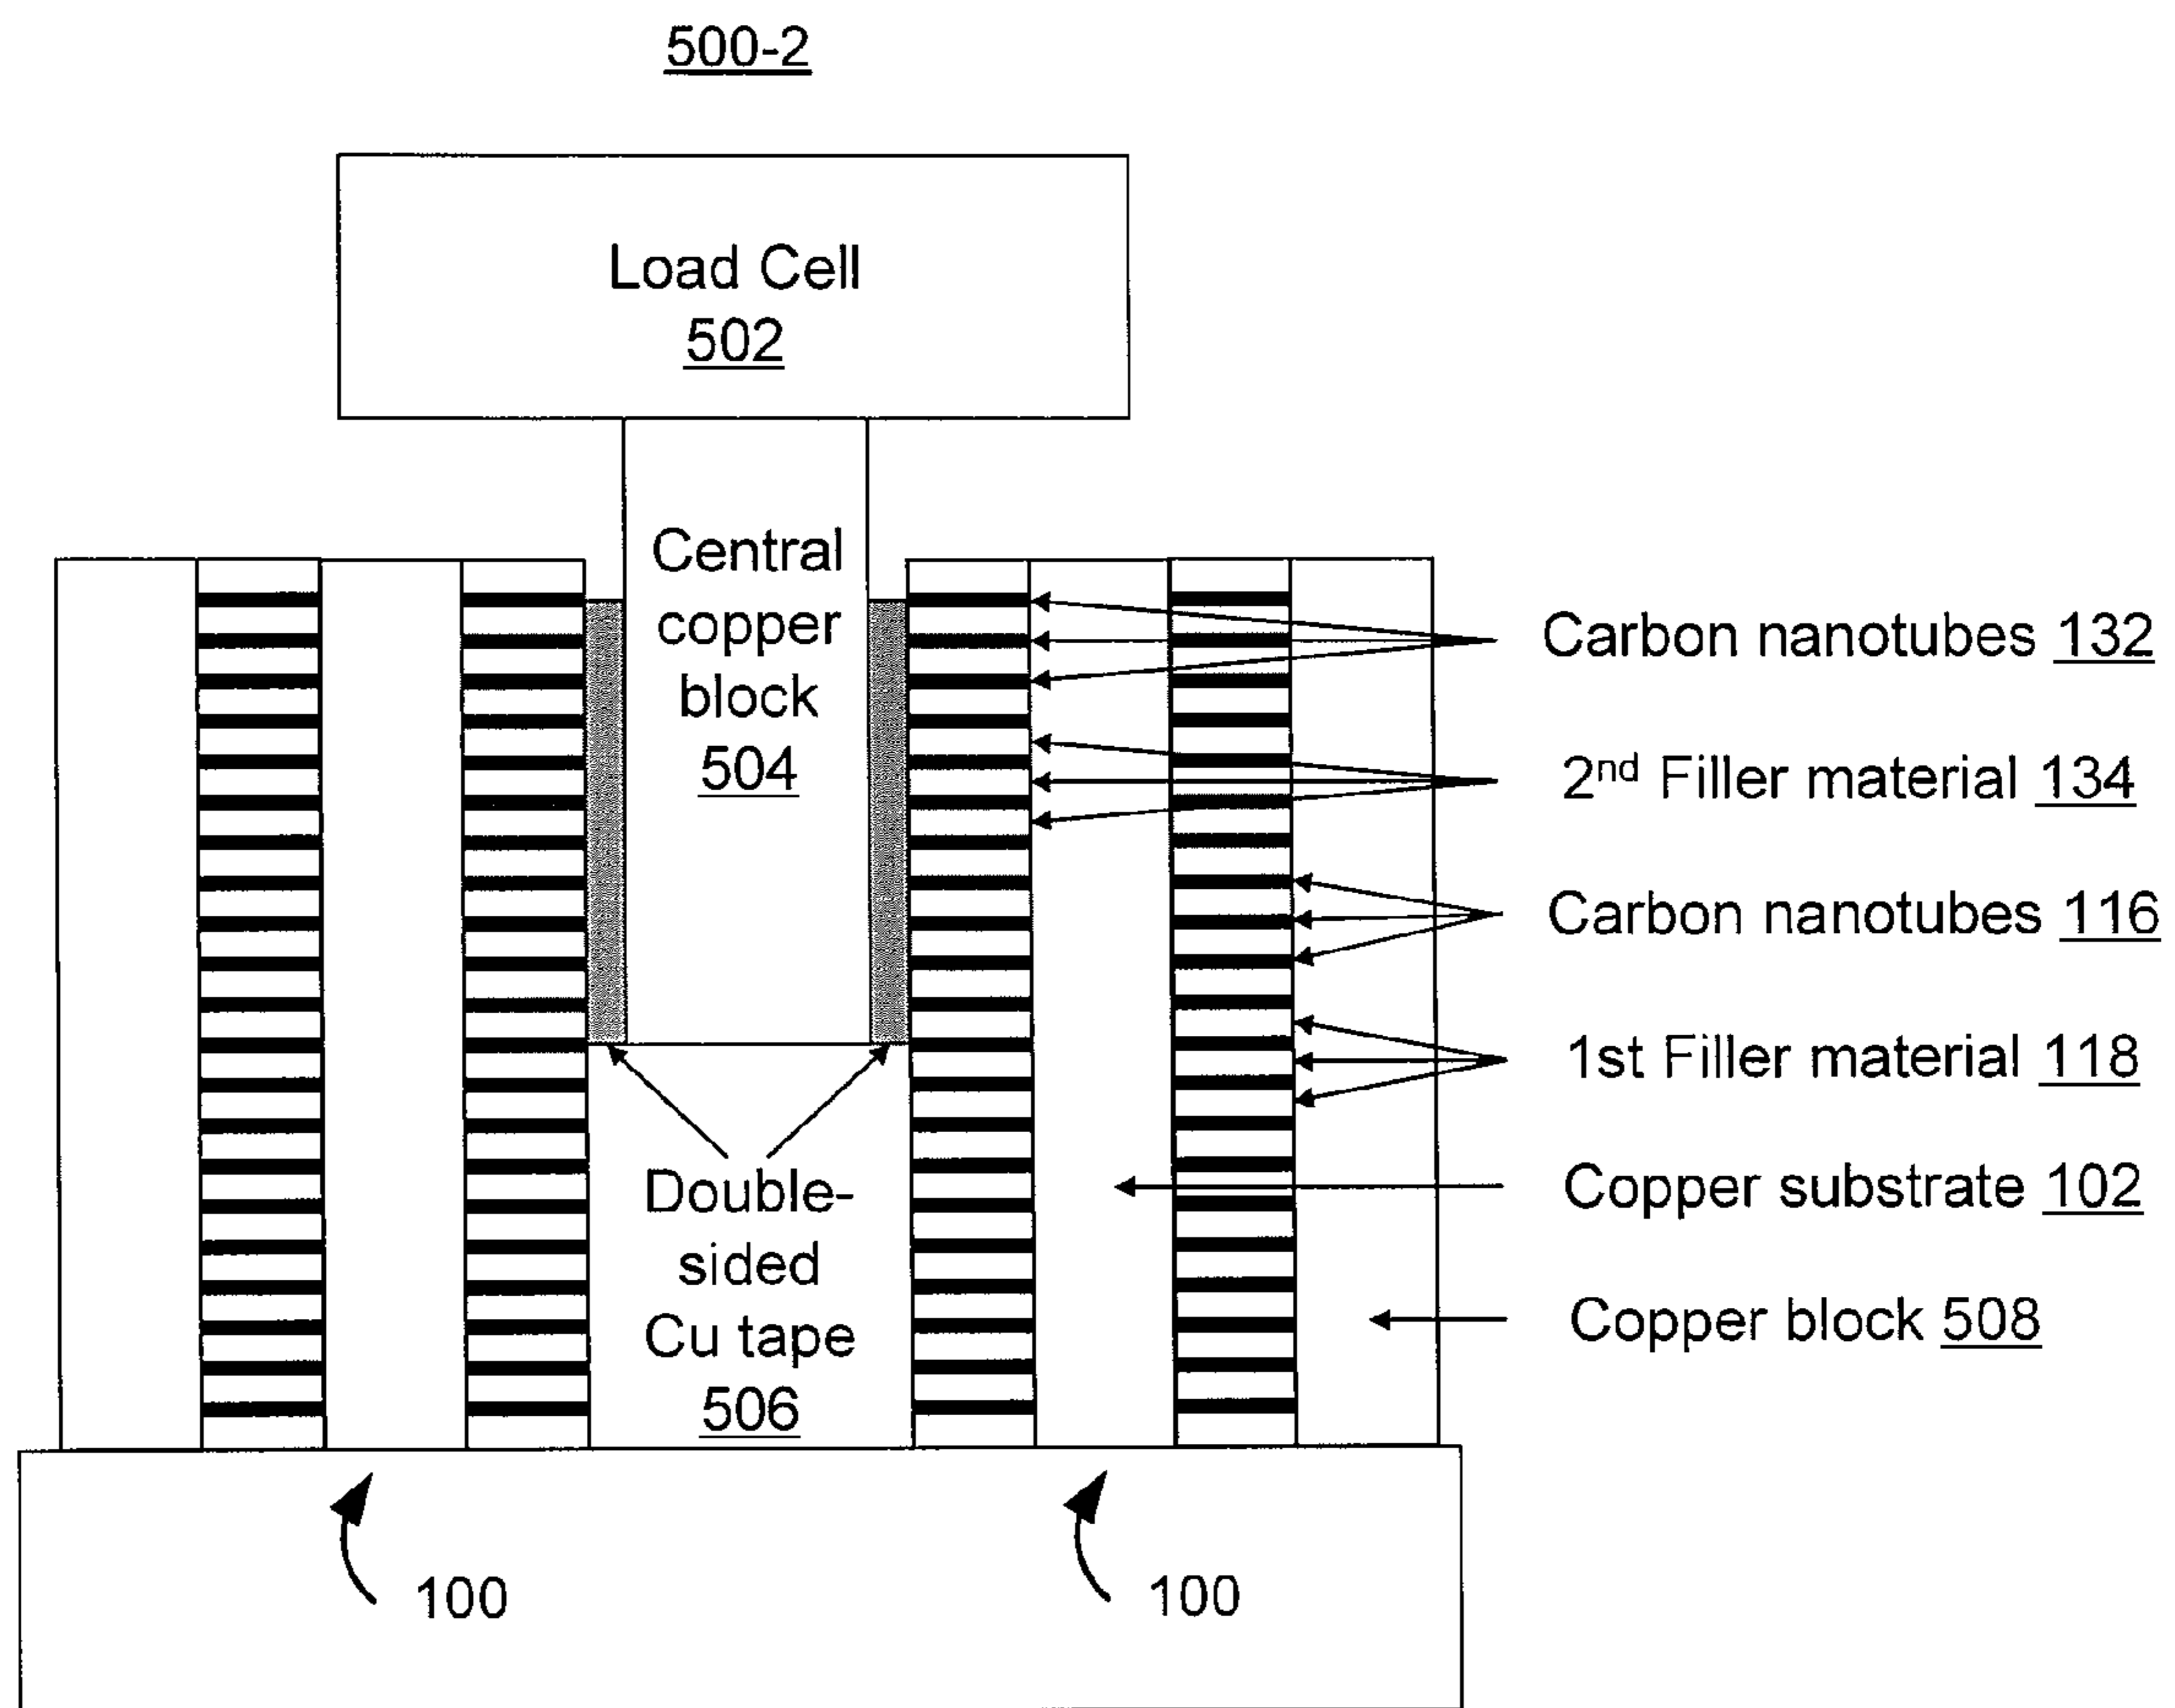 500-2
Load Cell
502
Central
copper
block
504
Carbon nanotubes 132
2nd Filler material 134
Carbon nanotubes 116
1st Filler material 118
Copper substrate 102
Copper block 508
Double-
sided
Cu tape
506
100
100